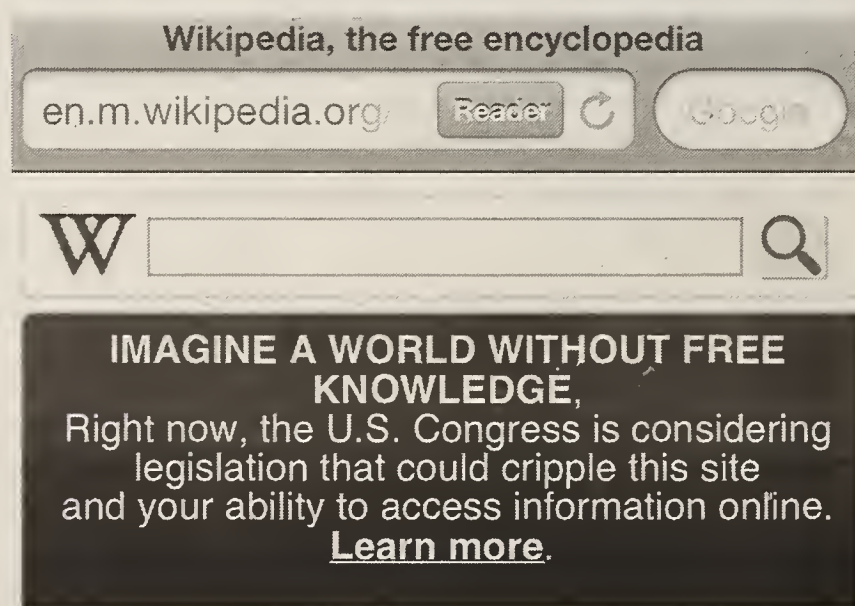 Wikipedia, the free encyclopedia
en.m.wikipedia.org/
Reader
W
IMAGINE A WORLD WITHOUT FREE
KNOWLEDGE,
Right now, the U.S. Congress is considering
legislation that could cripple this site
and your ability to access information online.
Learn more.